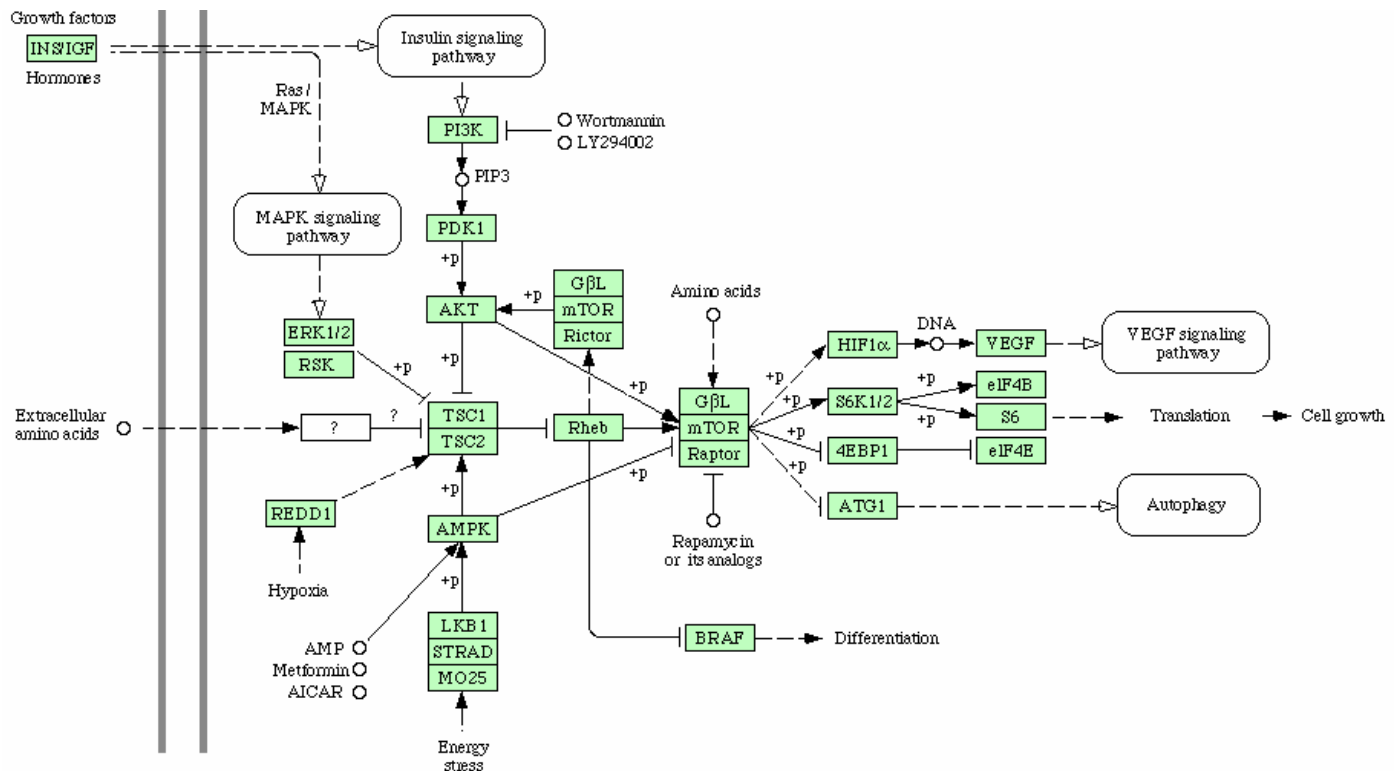 Growth factors
INS/IGF
Hormones
Insulin signaling
pathway
Ras/
MAPK
PI3K
Wortmannin
LY294002
PIP3
MAPK signaling
pathway
PDK1
+p
GβL
mTOR
Rictor
+p
AKT
Amino acids
ERK1/2
RSK
+p
+p
+p
HIF1α
DNA
VEGF
VEGF signaling
pathway
+p
GβL
mTOR
Raptor
+p
S6K1/2
+p
eIF4B
+p
S6
Translation
Cell growth
Extracellular
amino acids
?
?
TSC1
TSC2
Rheb
+p
4EBP1
eIF4E
+p
+p
ATG1
Autophagy
REDD1
Hypoxia
+p
AMPK
+p
Rapamycin
or its analogs
AMP
Metformin
AICAR
LKB1
STRAD
MO25
BRAF
Differentiation
Energy
stress